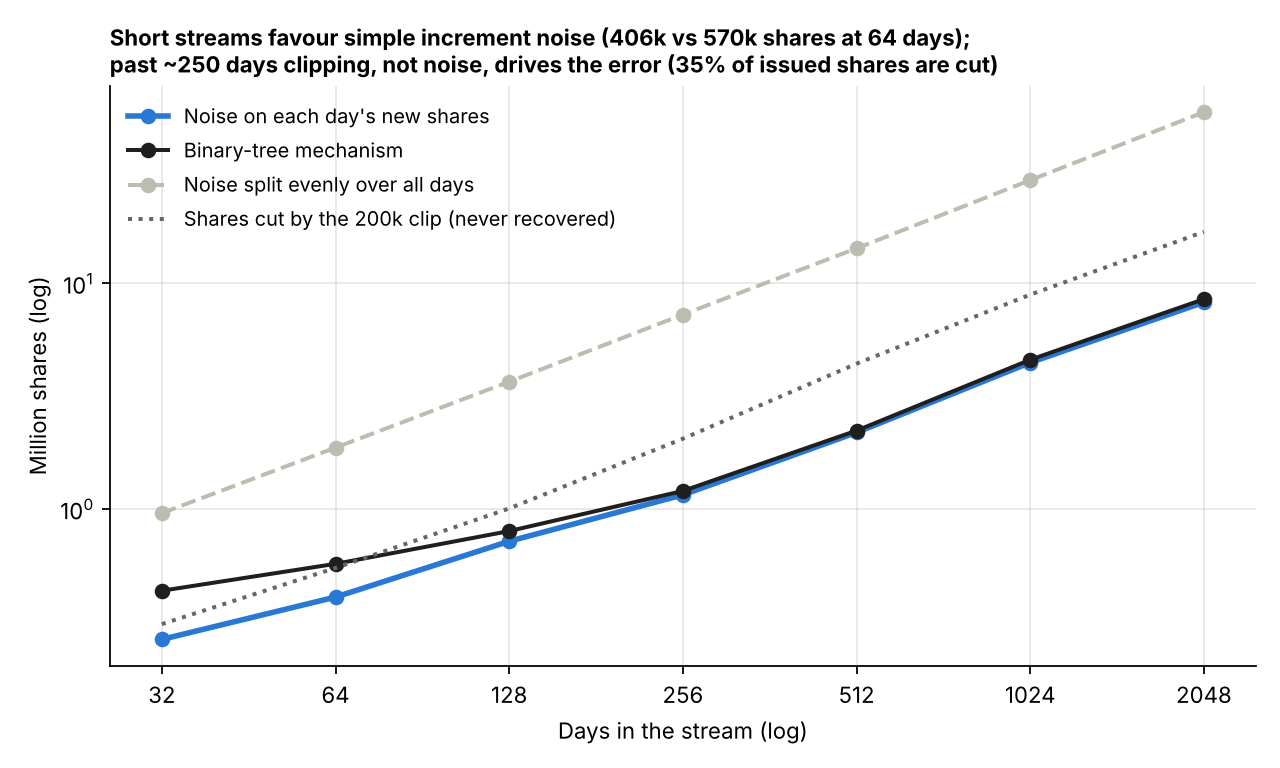 Short streams favour simple increment noise (406k vs 570k shares at 64 days);
past ~250 days clipping, not noise, drives the error (35% of issued shares are cut)
Noise on each day's new shares
Binary-tree mechanism
Noise split evenly over all days
Shares cut by the 200k clip (never recovered)
Million shares (log)
10¹
10⁰
32 64 128 256 512 1024 2048
Days in the stream (log)